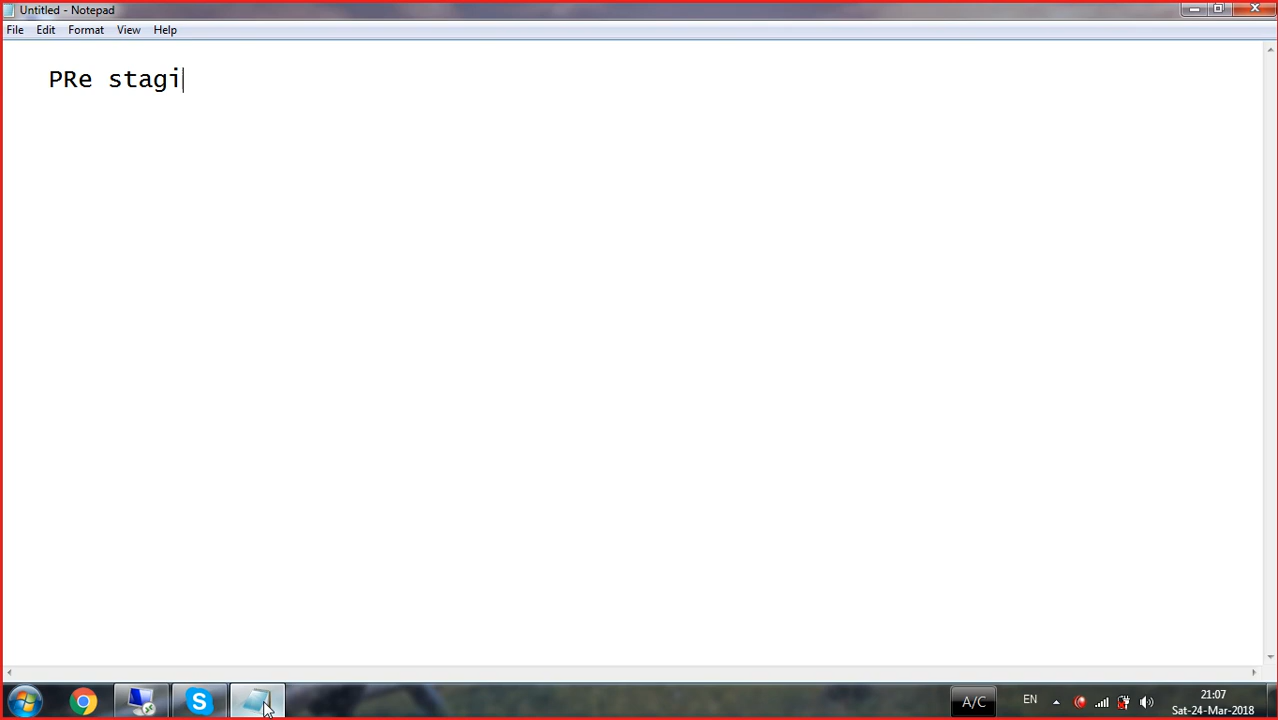 Untitled - Notepad
File Edit Format View Help
PRe stagi
A/C
EN
21:07
Sat-24-Mar-2018